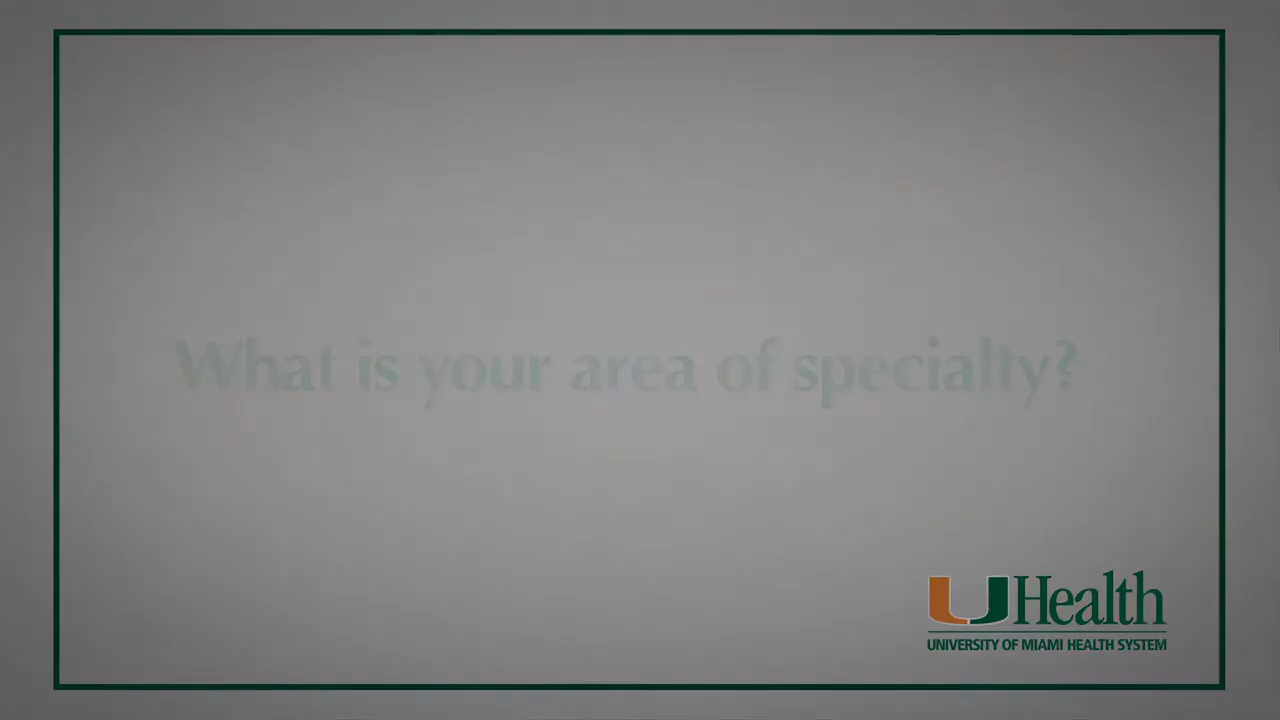 What is your area of specialty?
UHealth
UNIVERSITY OF MIAMI HEALTH SYSTEM